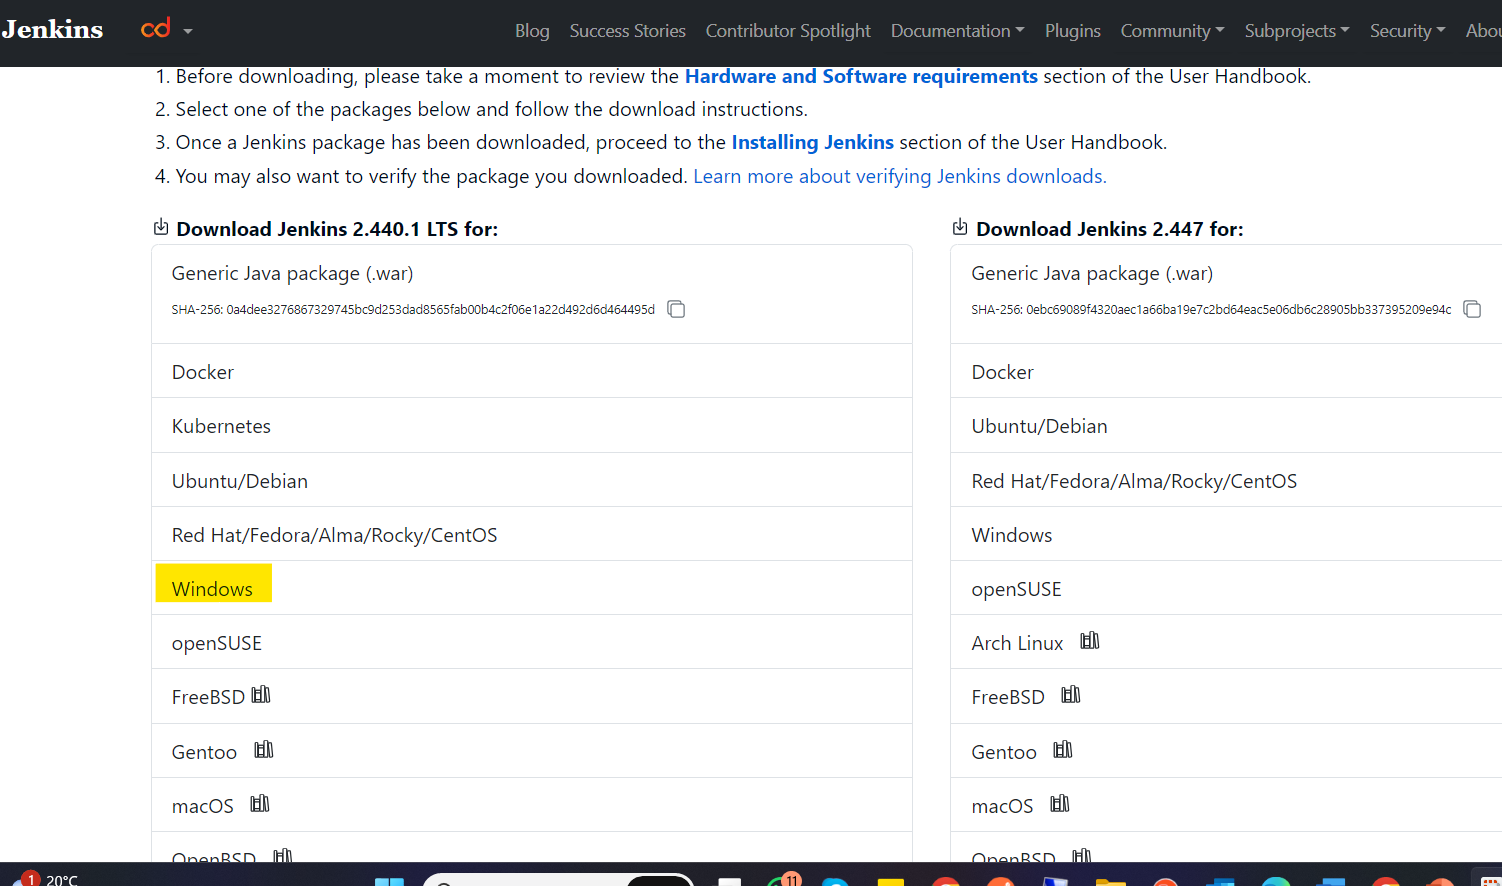 Jenkins
Blog Success Stories Contributor Spotlight Documentation Plugins Community Subprojects Security Abou
1. Before downloading, please take a moment to review the Hardware and Software requirements section of the User Handbook.
2. Select one of the packages below and follow the download instructions.
3. Once a Jenkins package has been downloaded, proceed to the Installing Jenkins section of the User Handbook.
4. You may also want to verify the package you downloaded. Learn more about verifying Jenkins downloads.
Download Jenkins 2.440.1 LTS for:
Generic Java package (.war)
SHA-256: 0a4dee3276867329745bc9d253dad8565fab00b4c2f06e1a22d492d6d464495d
Docker
Kubernetes
Ubuntu/Debian
Red Hat/Fedora/Alma/Rocky/CentOS
Windows
openSUSE
FreeBSD
Gentoo
macOS
OpenBSD
Download Jenkins 2.447 for:
Generic Java package (.war)
SHA-256: 0ebc69089f4320aec1a66ba19e7c2bd64eac5e06db6c28905bb337395209e94c
Docker
Ubuntu/Debian
Red Hat/Fedora/Alma/Rocky/CentOS
Windows
openSUSE
Arch Linux
FreeBSD
Gentoo
macOS
OpenBSD
1 20°C
11